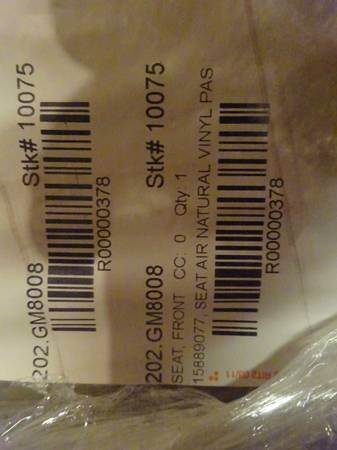 202.GM8008 Stk# 10075
R00000378
202.GM8008 Stk# 10075
SEAT, FRONT CC: 0 Qty: 1
15889077, SEAT AIR NATURAL VINYL PAS
R00000378